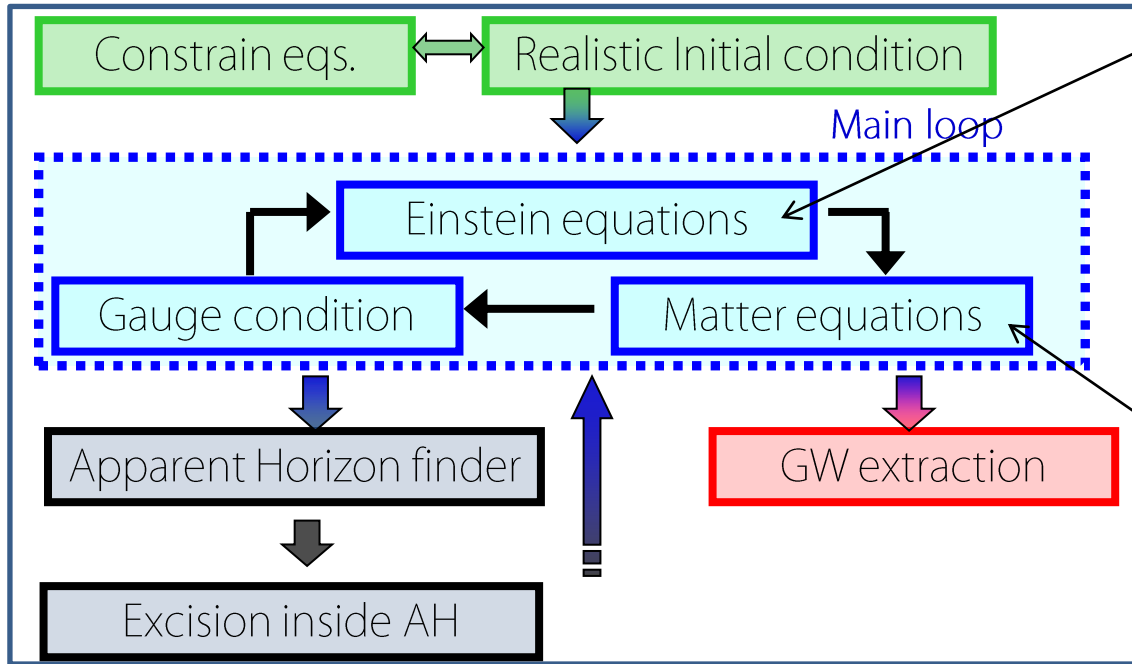 Constrain eqs.
Realistic Initial condition
Main loop
Einstein equations
Gauge condition
Matter equations
Apparent Horizon finder
GW extraction
Excision inside AH